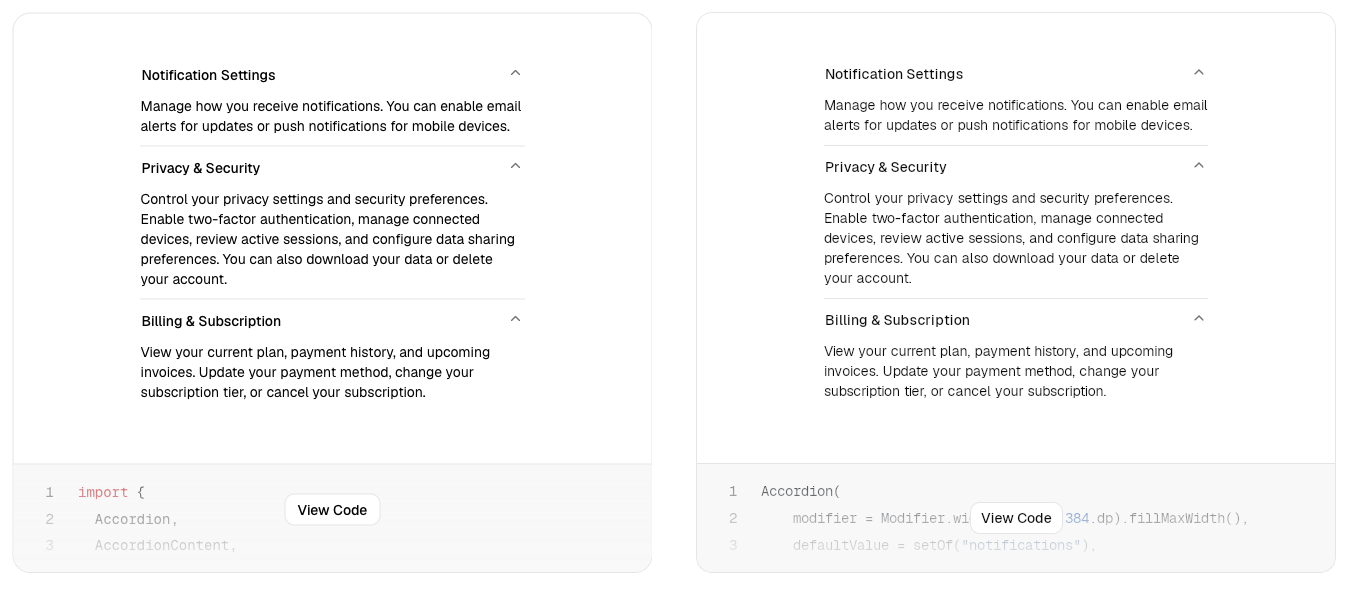 Notification Settings
Manage how you receive notifications. You can enable email
alerts for updates or push notifications for mobile devices.
Privacy & Security
Control your privacy settings and security preferences.
Enable two-factor authentication, manage connected
devices, review active sessions, and configure data sharing
preferences. You can also download your data or delete
your account.
Billing & Subscription
View your current plan, payment history, and upcoming
invoices. Update your payment method, change your
subscription tier, or cancel your subscription.
1 import {
View Code
2 Accordion,
3 AccordionContent,
Notification Settings
Manage how you receive notifications. You can enable email
alerts for updates or push notifications for mobile devices.
Privacy & Security
Control your privacy settings and security preferences.
Enable two-factor authentication, manage connected
devices, review active sessions, and configure data sharing
preferences. You can also download your data or delete
your account.
Billing & Subscription
View your current plan, payment history, and upcoming
invoices. Update your payment method, change your
subscription tier, or cancel your subscription.
1 Accordion(
2 modifier = Modifier.wi View Code 384.dp).fillMaxWidth(),
3 defaultValue = setOf("notifications"),